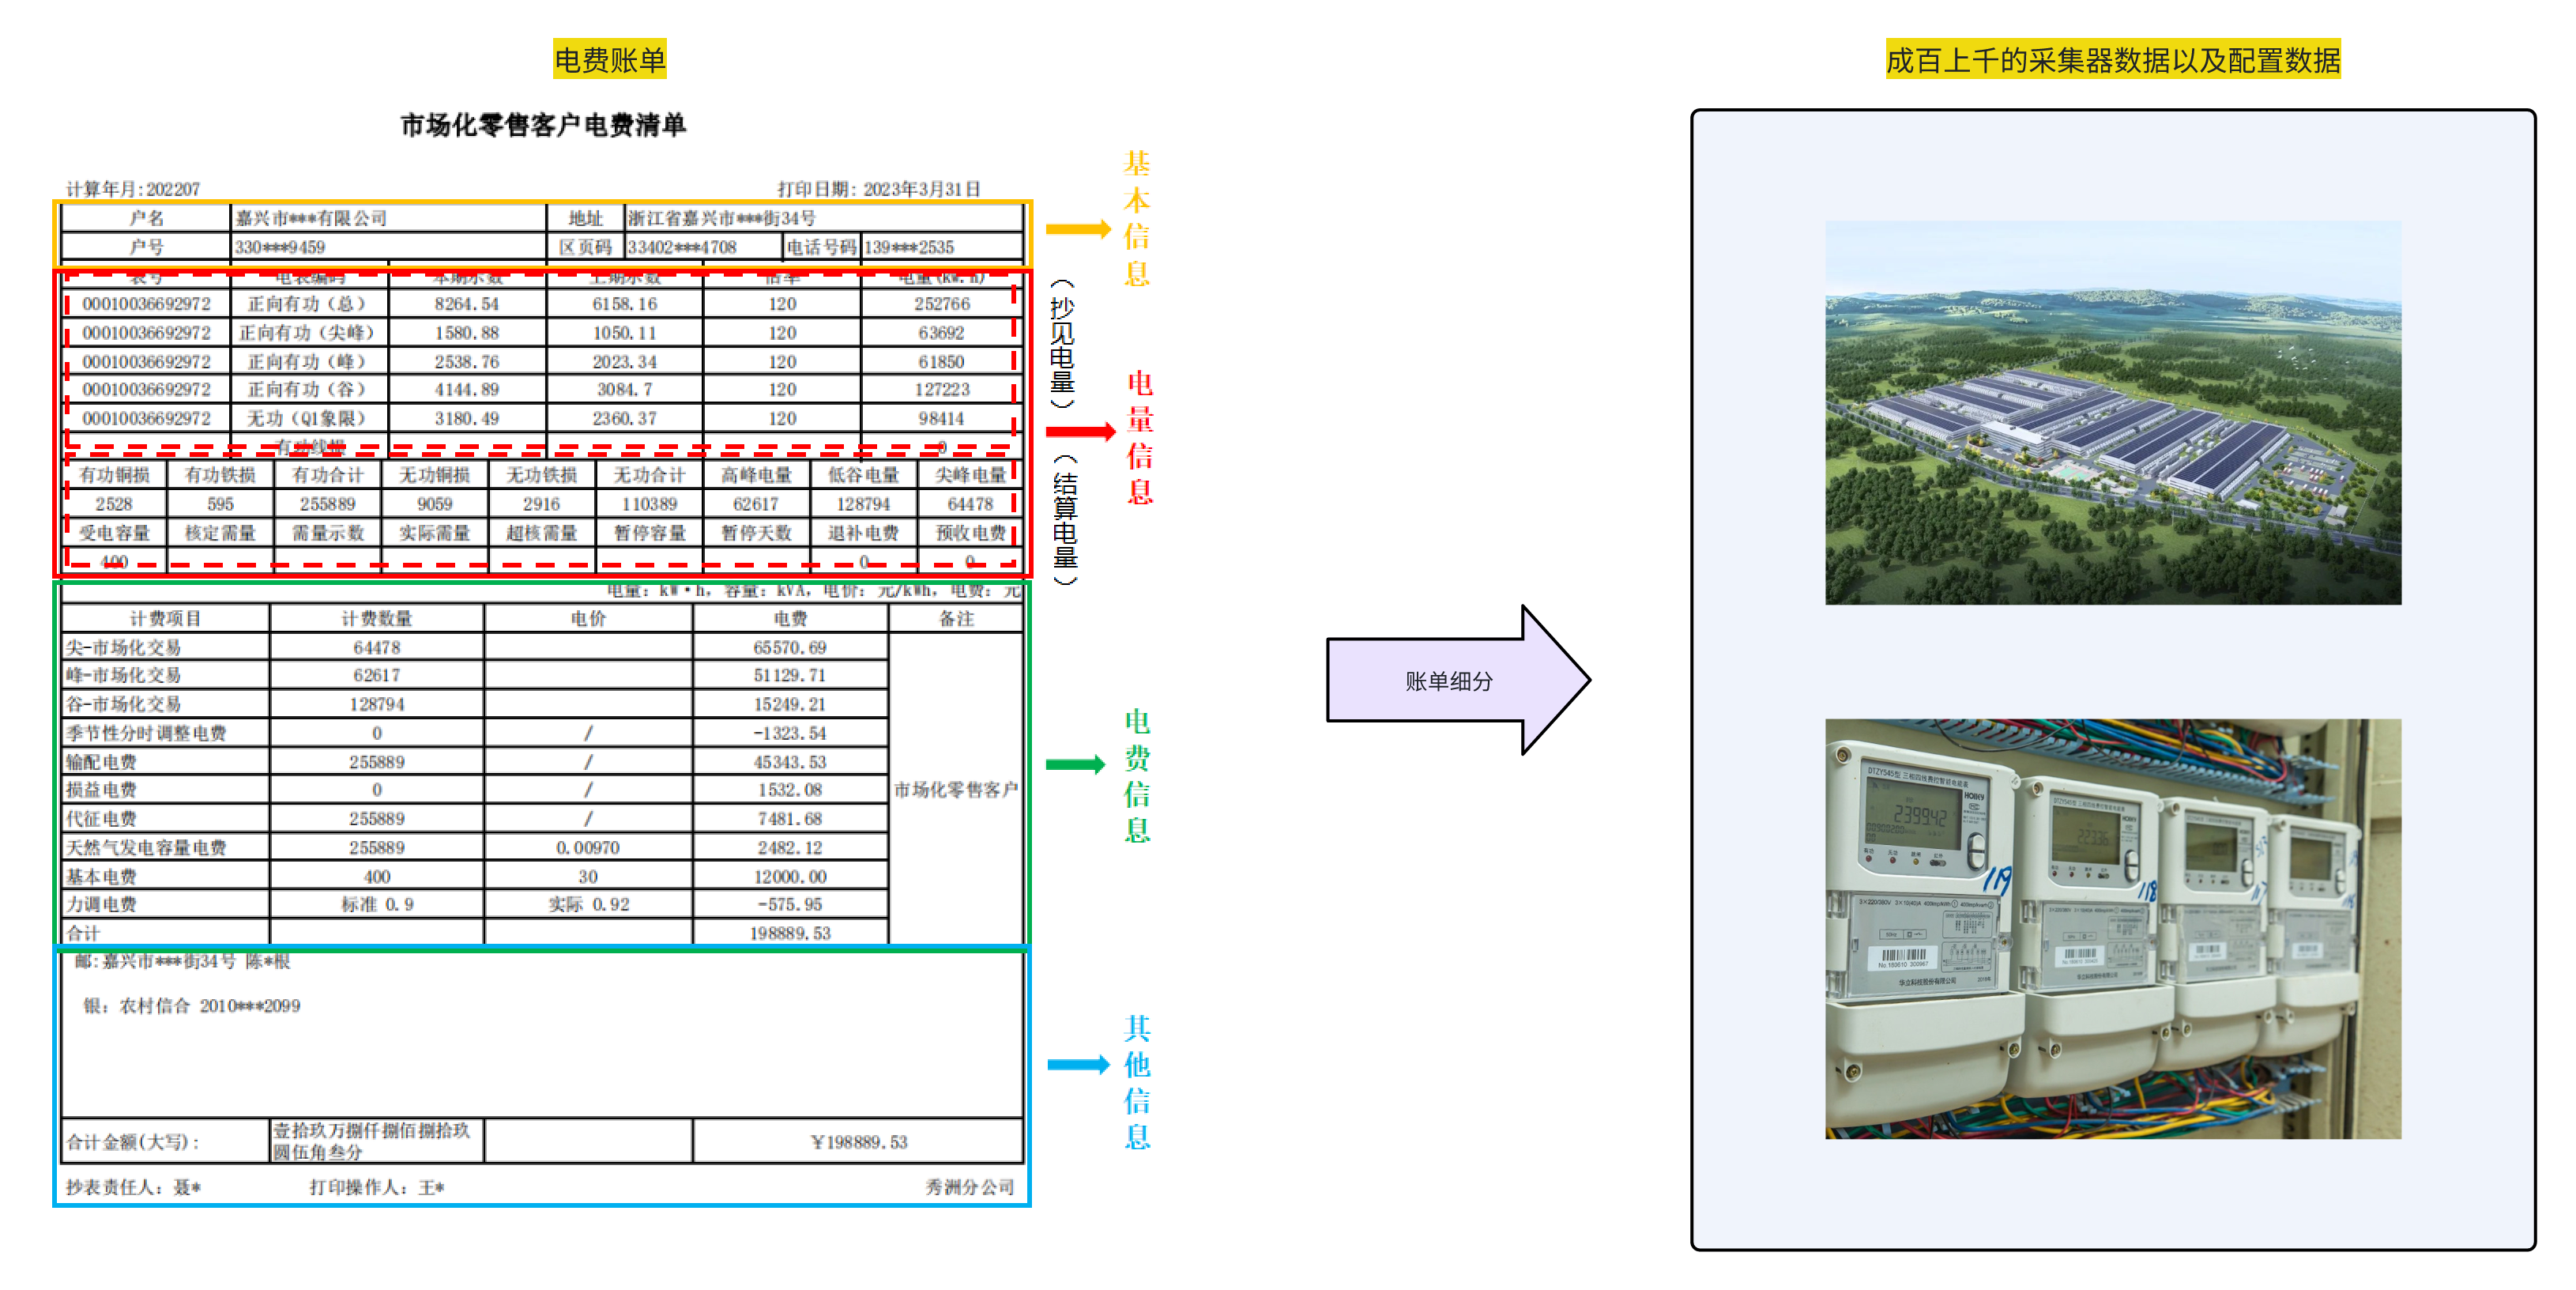 电费账单
成百上千的采集器数据以及配置数据
市场化零售客户电费清单
计算年月:202207 打印日期: 2023年3月31日
户名 嘉兴市***有限公司 地址 浙江省嘉兴市***街34号
户号 330***9459 区页码 33402***4708 电话号码 139***2535
表号 电表编码 本期示数 上期示数 倍率 电量(kW.h)
00010036692972 正向有功（总） 8264.54 6158.16 120 252766
00010036692972 正向有功（尖峰） 1580.88 1050.11 120 63692
00010036692972 正向有功（峰） 2538.76 2023.34 120 61850
00010036692972 正向有功（谷） 4144.89 3084.7 120 127223
00010036692972 无功（Q1象限） 3180.49 2360.37 120 98414
有功线损 0
有功铜损 有功铁损 有功合计 无功铜损 无功铁损 无功合计 高峰电量 低谷电量 尖峰电量
2528 595 255889 9059 2916 110389 62617 128794 64478
受电容量 核定需量 需量示数 实际需量 超核需量 暂停容量 暂停天数 退补电费 预收电费
400 0 0
电量: kW·h, 容量: kVA, 电价: 元/kWh, 电费: 元
计费项目 计费数量 电价 电费 备注
尖-市场化交易 64478 65570.69
峰-市场化交易 62617 51129.71
谷-市场化交易 128794 15249.21
季节性分时调整电费 0 / -1323.54
输配电费 255889 / 45343.53
损益电费 0 / 1532.08 市场化零售客户
代征电费 255889 / 7481.68
天然气发电容量电费 255889 0.00970 2482.12
基本电费 400 30 12000.00
力调电费 标准 0.9 实际 0.92 -575.95
合计 198889.53
邮:嘉兴市***街34号 陈*根
银: 农村信合 2010***2099
合计金额(大写): 壹拾玖万捌仟捌佰捌拾玖
圆伍角叁分 ¥198889.53
抄表责任人: 聂* 打印操作人: 王* 秀洲分公司
基本信息
（抄见电量）
电量信息
（结算电量）
电费信息
其他信息
账单细分
DTZY545型 三相四线费控智能电能表
HOLLEY
239942
119
No.180610 300967
华立科技股份有限公司
22336
118